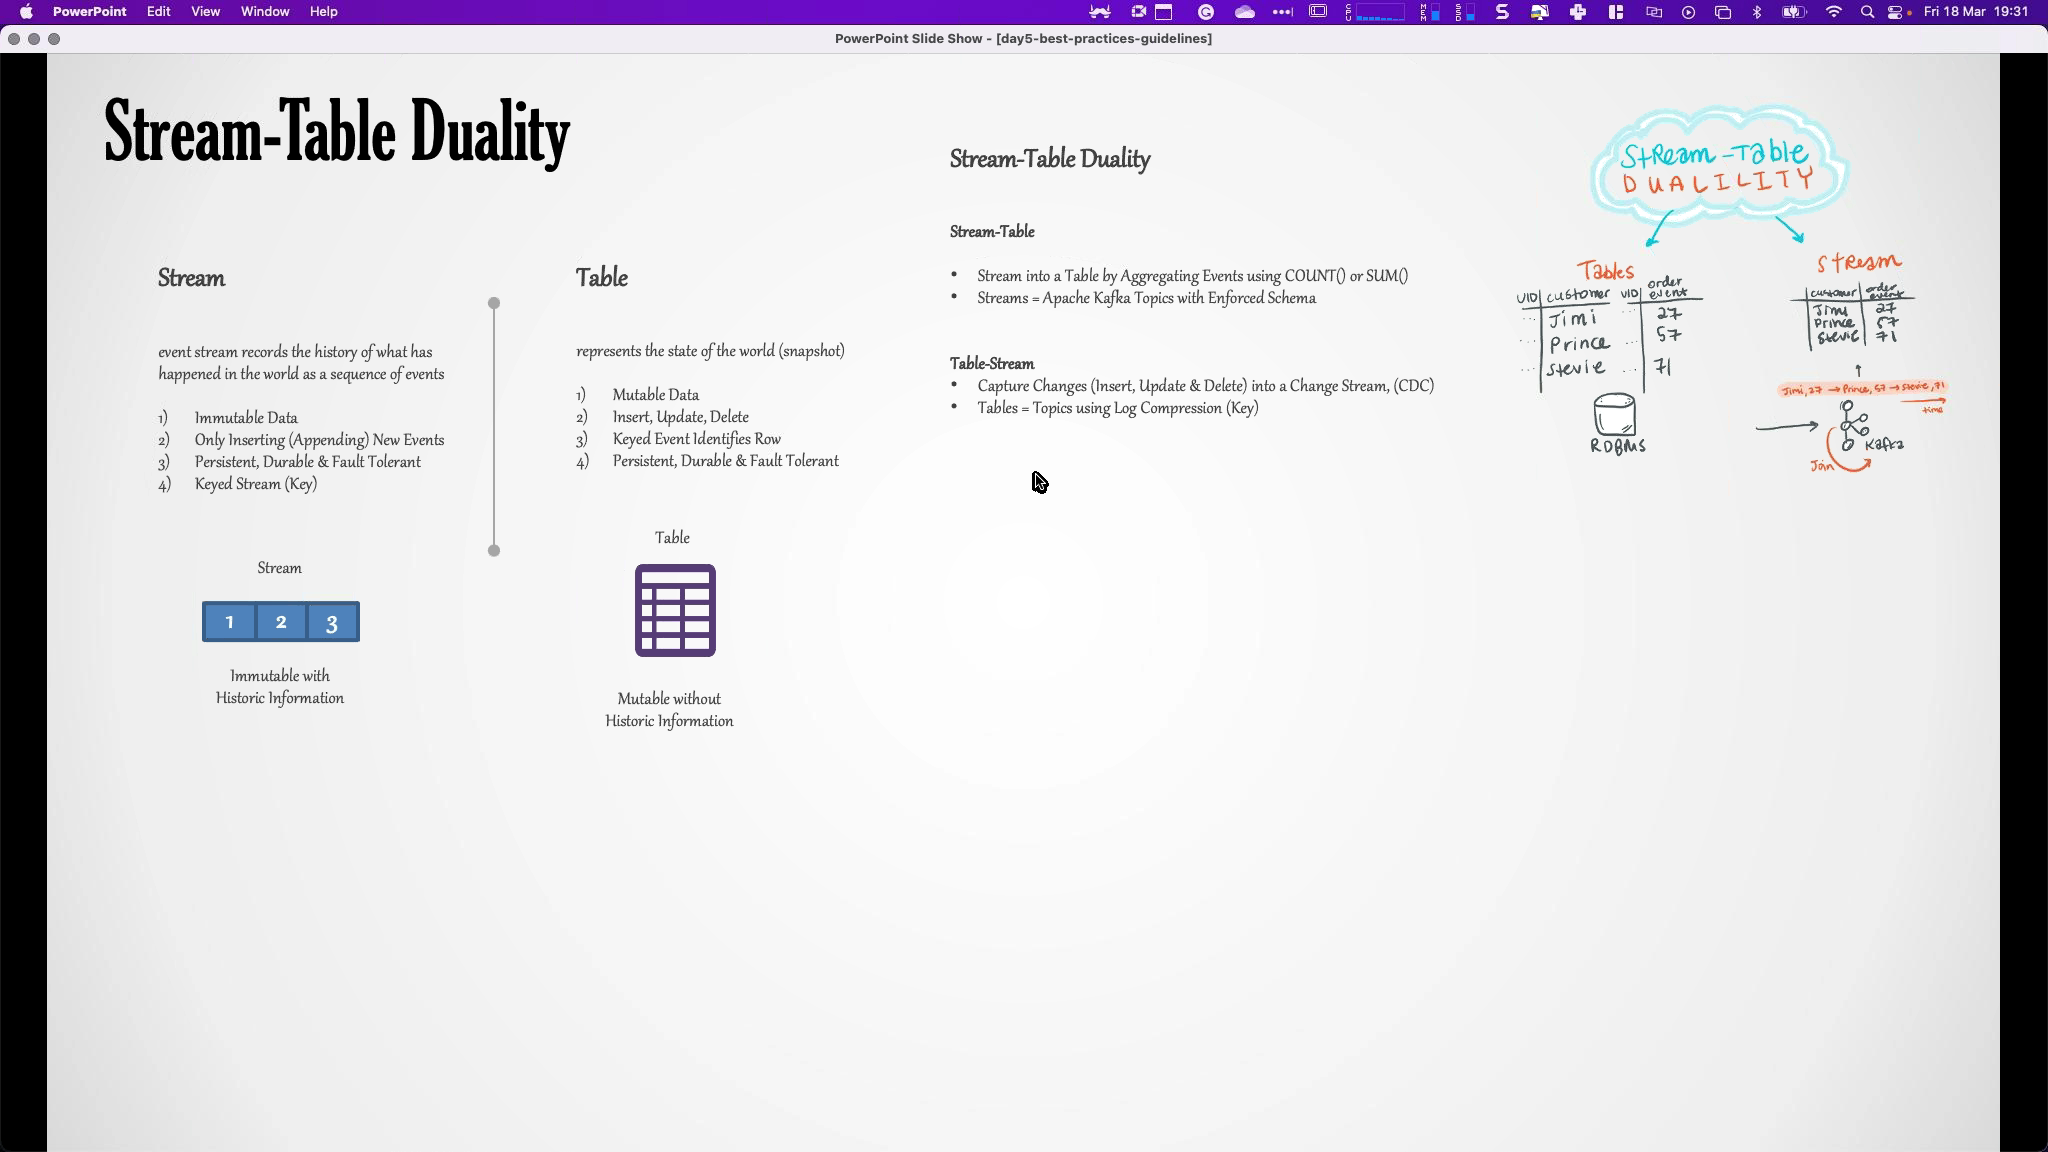 PowerPoint Edit View Window Help
Fri 18 Mar 19:31
PowerPoint Slide Show - [day5-best-practices-guidelines]
Stream-Table Duality
Stream
event stream records the history of what has
happened in the world as a sequence of events
1) Immutable Data
2) Only Inserting (Appending) New Events
3) Persistent, Durable & Fault Tolerant
4) Keyed Stream (Key)
Stream
1 2 3
Immutable with
Historic Information
Table
represents the state of the world (snapshot)
1) Mutable Data
2) Insert, Update, Delete
3) Keyed Event Identifies Row
4) Persistent, Durable & Fault Tolerant
Table
Mutable without
Historic Information
Stream-Table Duality
Stream-Table
• Stream into a Table by Aggregating Events using COUNT() or SUM()
• Streams = Apache Kafka Topics with Enforced Schema
Table-Stream
• Capture Changes (Insert, Update & Delete) into a Change Stream, (CDC)
• Tables = Topics using Log Compression (Key)
Stream-Table
DUALILITY
Tables
UID customer UID order event
Jimi 27
Prince 57
Stevie 71
RDBMS
Stream
customer order event
Jimi 27
Prince 57
Stevie 71
Jimi, 27 → Prince, 57 → Stevie, 71
time
Kafka
Join